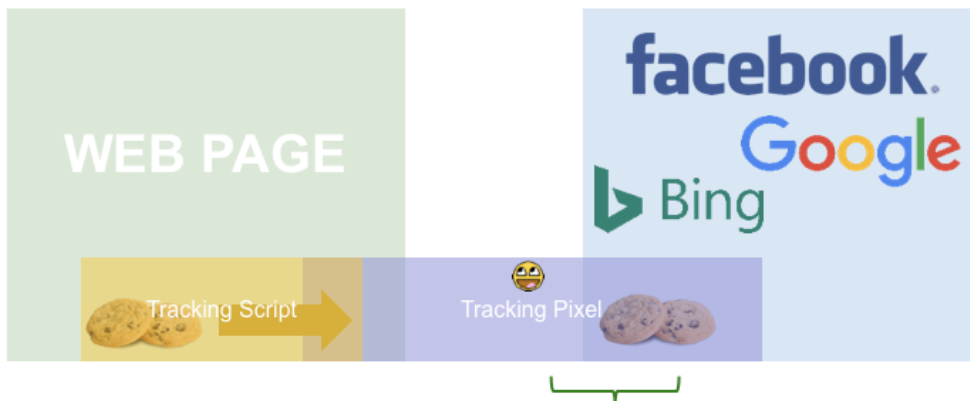 facebook.
WEB PAGE
Google
Bing
Tracking Script
Tracking Pixel